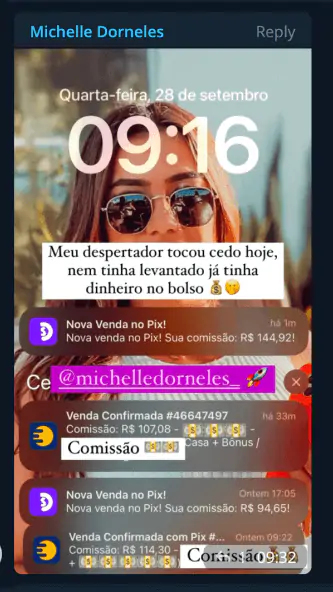 Michelle Dorneles
Reply
Quarta-feira, 28 de setembro
09:16
Meu despertador tocou cedo hoje,
nem tinha levantado já tinha
dinheiro no bolso 💰🤭
Nova Venda no Pix!
há 1m
Nova venda no Pix! Sua comissão: R$ 144,92!
Ce
@michelledorneles_ 🚀
Venda Confirmada #46647497
há 33m
Comissão: R$ 107,08 - 💵 💵 💵 -
Comissão 💵💵
Casa + Bônus /
Nova Venda no Pix!
Ontem 17:05
Nova venda no Pix! Sua comissão: R$ 94,65!
Venda Confirmada com Pix #...
Ontem 09:22
Comissão: R$ 114,30 - 💵 💵 💵
+ 💵 💵 💵 💵 💵
Comissão
09:32